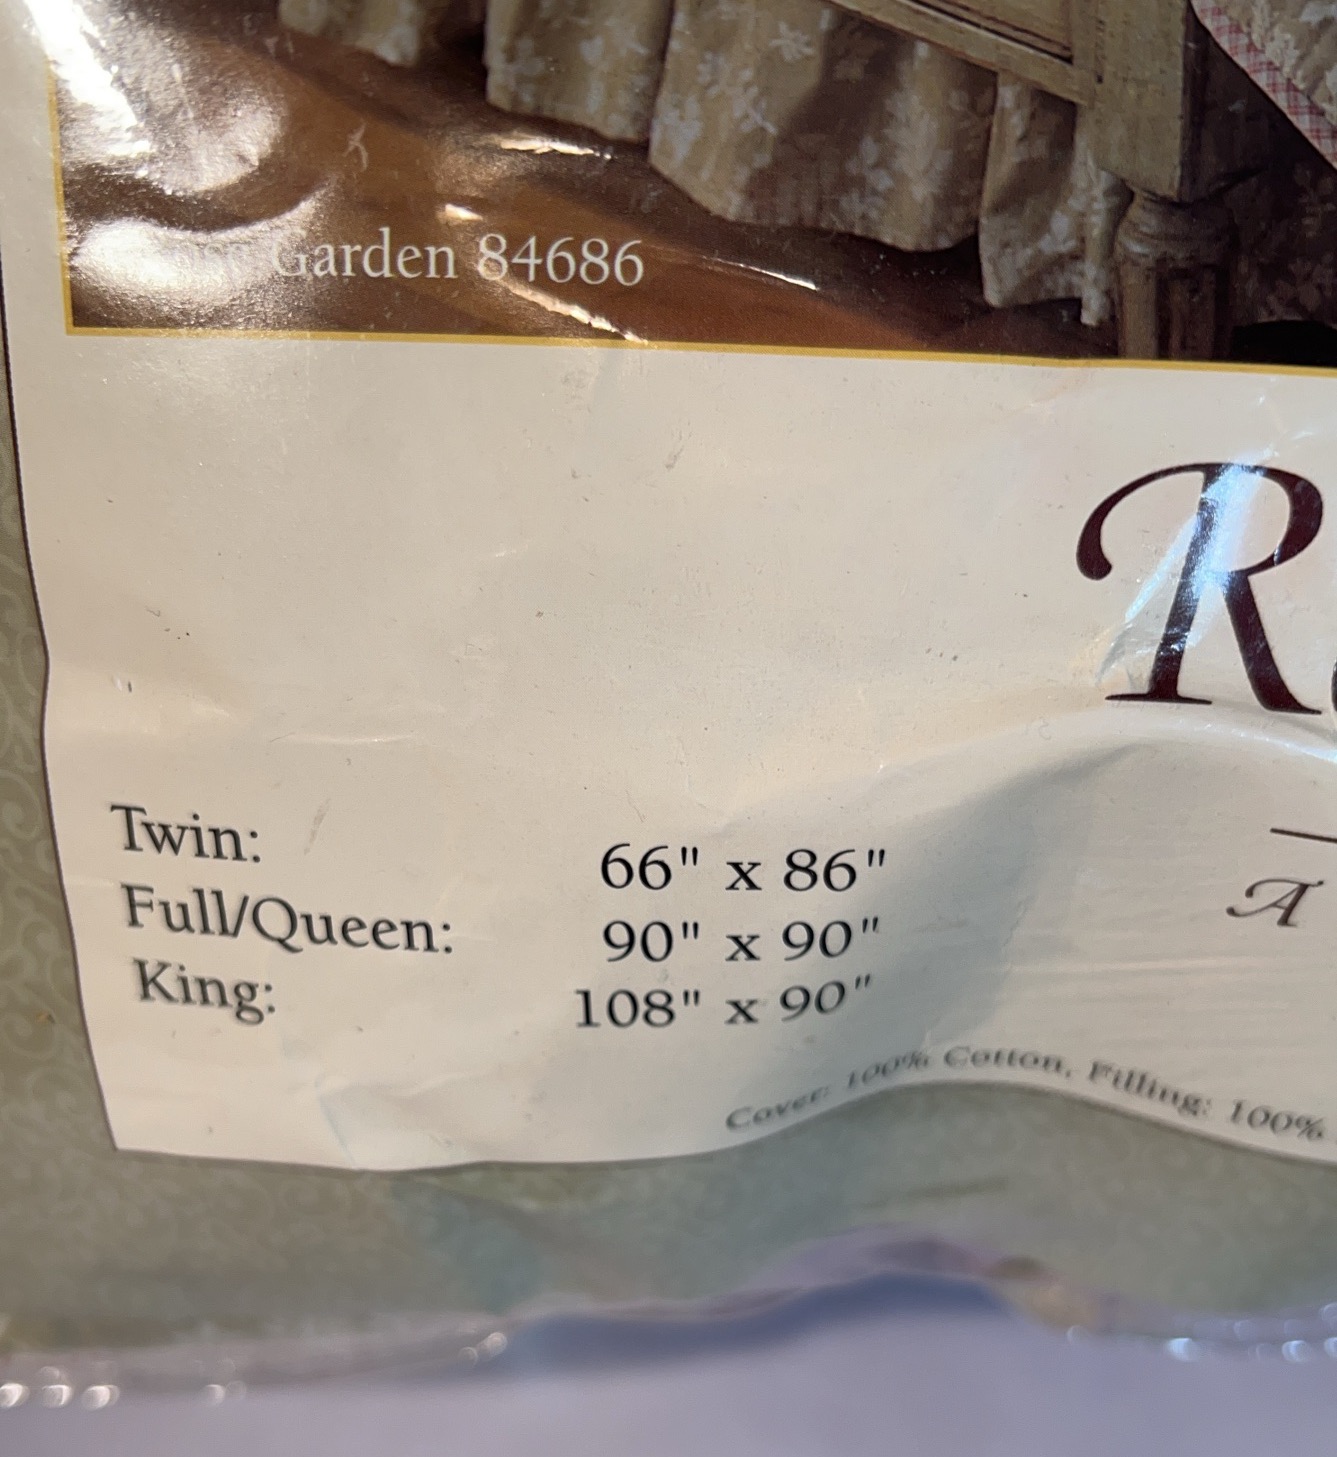 Garden 84686
R
Twin: 66" x 86"
Full/Queen: 90" x 90"
King: 108" x 90"
A
Cover: 100% Cotton, Filling: 100%